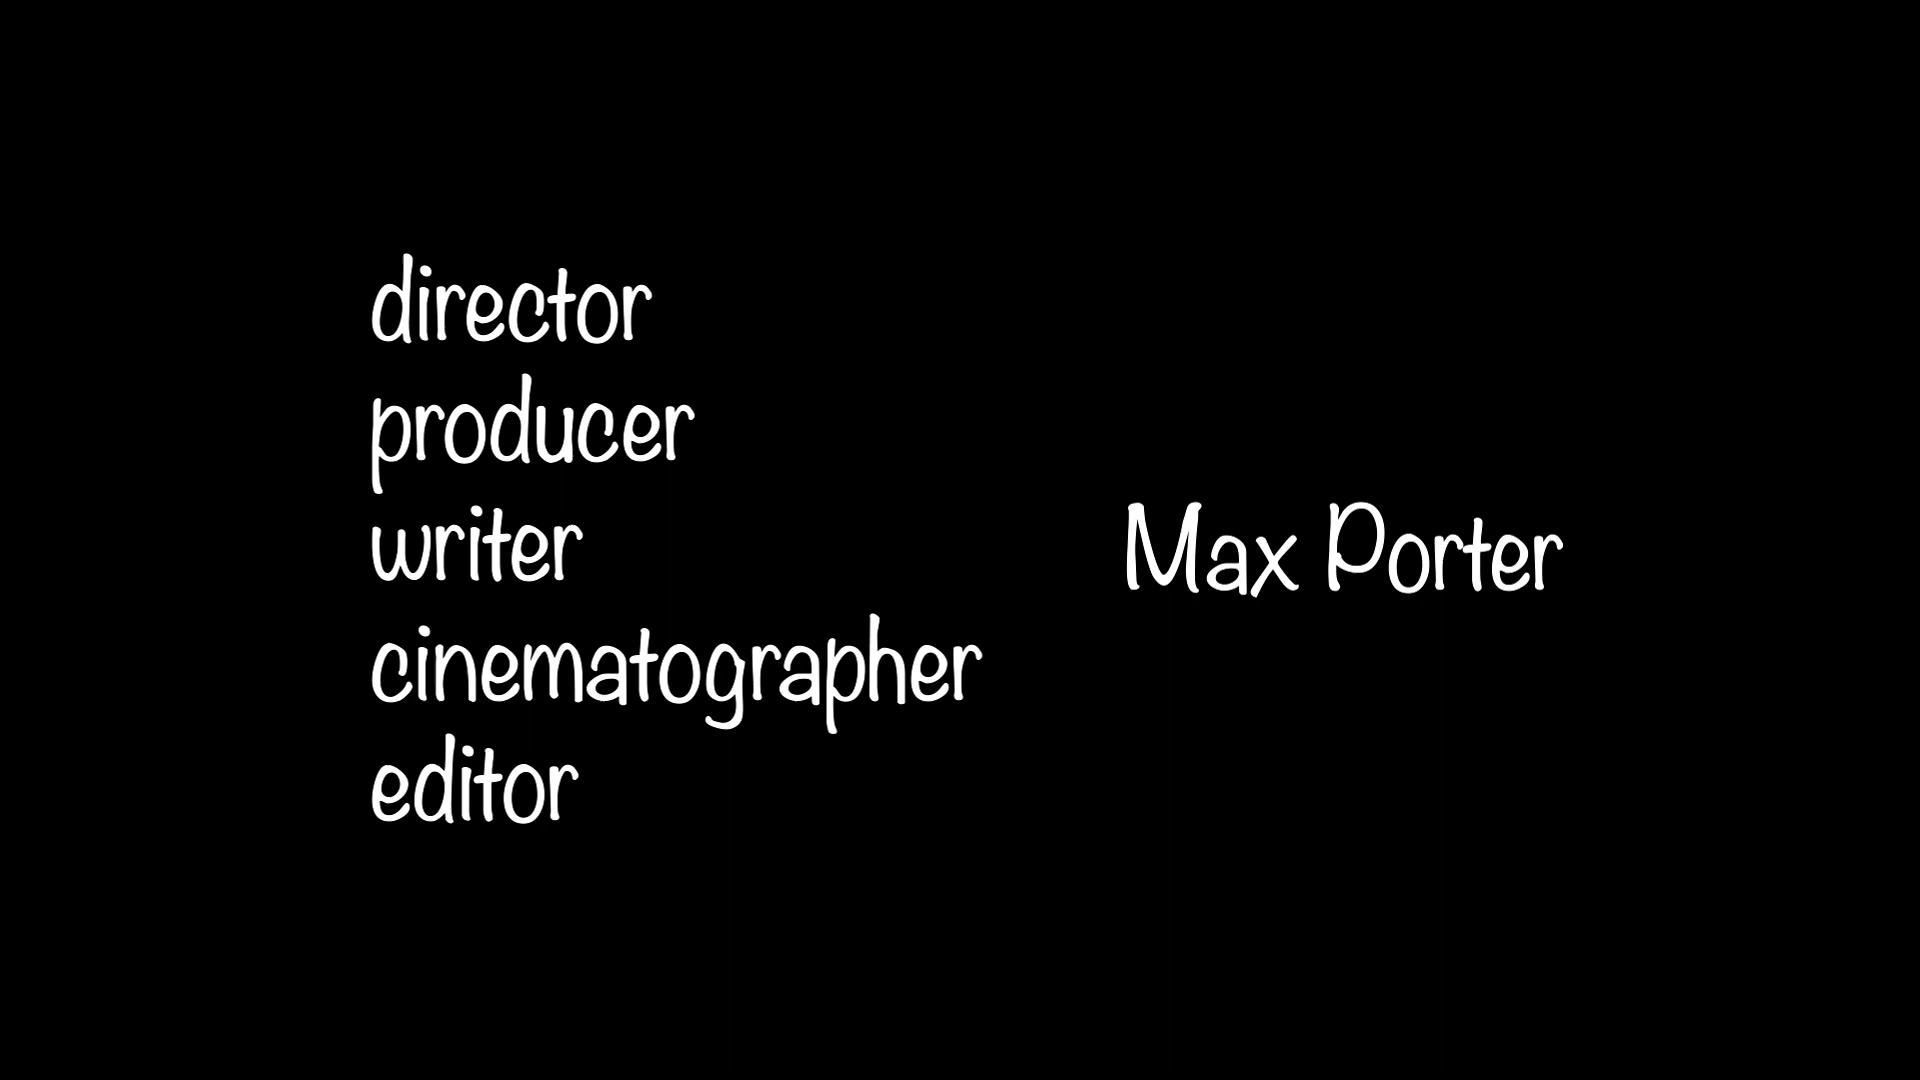 director
producer
writer
Max Porter
cinematographer
editor